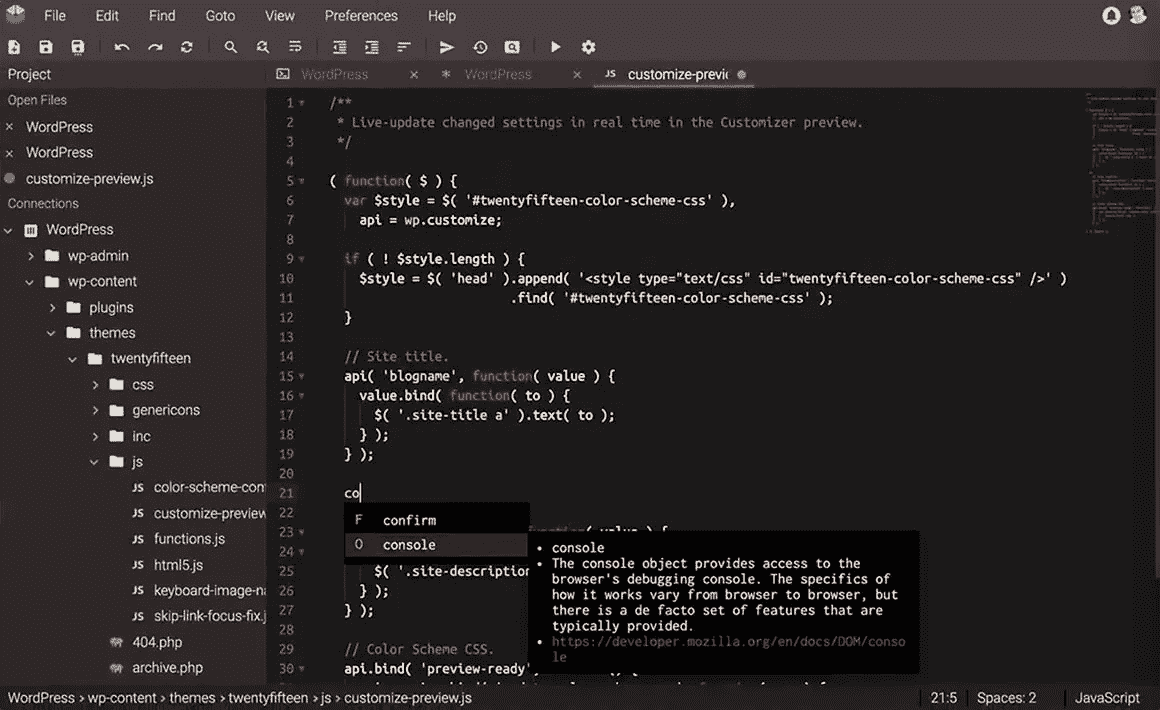 File Edit Find Goto View Preferences Help
Project
WordPress × * WordPress × JS customize-previ
Open Files
× WordPress
× WordPress
customize-preview.js
Connections
WordPress
wp-admin
wp-content
plugins
themes
twentyfifteen
css
genericons
inc
js
JS color-scheme-con
JS customize-preview
JS functions.js
JS html5.js
JS keyboard-image-na
JS skip-link-focus-fix.j
php 404.php
php archive.php
1 /**
2 * Live-update changed settings in real time in the Customizer preview.
3 */
4
5 ( function( $ ) {
6 var $style = $( '#twentyfifteen-color-scheme-css' ),
7 api = wp.customize;
8
9 if ( ! $style.length ) {
10 $style = $( 'head' ).append( '<style type="text/css" id="twentyfifteen-color-scheme-css" />' )
11 .find( '#twentyfifteen-color-scheme-css' );
12 }
13
14 // Site title.
15 api( 'blogname', function( value ) {
16 value.bind( function( to ) {
17 $( '.site-title a' ).text( to );
18 } );
19 } );
20
21 co
22
23 function( value ) {
24
25 $( '.site-description
26 } );
27 } );
28
29 // Color Scheme CSS.
30 api.bind( 'preview-ready'
F confirm
O console
• console
• The console object provides access to the
browser's debugging console. The specifics of
how it works vary from browser to browser, but
there is a de facto set of features that are
typically provided.
• https://developer.mozilla.org/en/docs/DOM/conso
le
WordPress › wp-content › themes › twentyfifteen › js › customize-preview.js
21:5 Spaces: 2 JavaScript